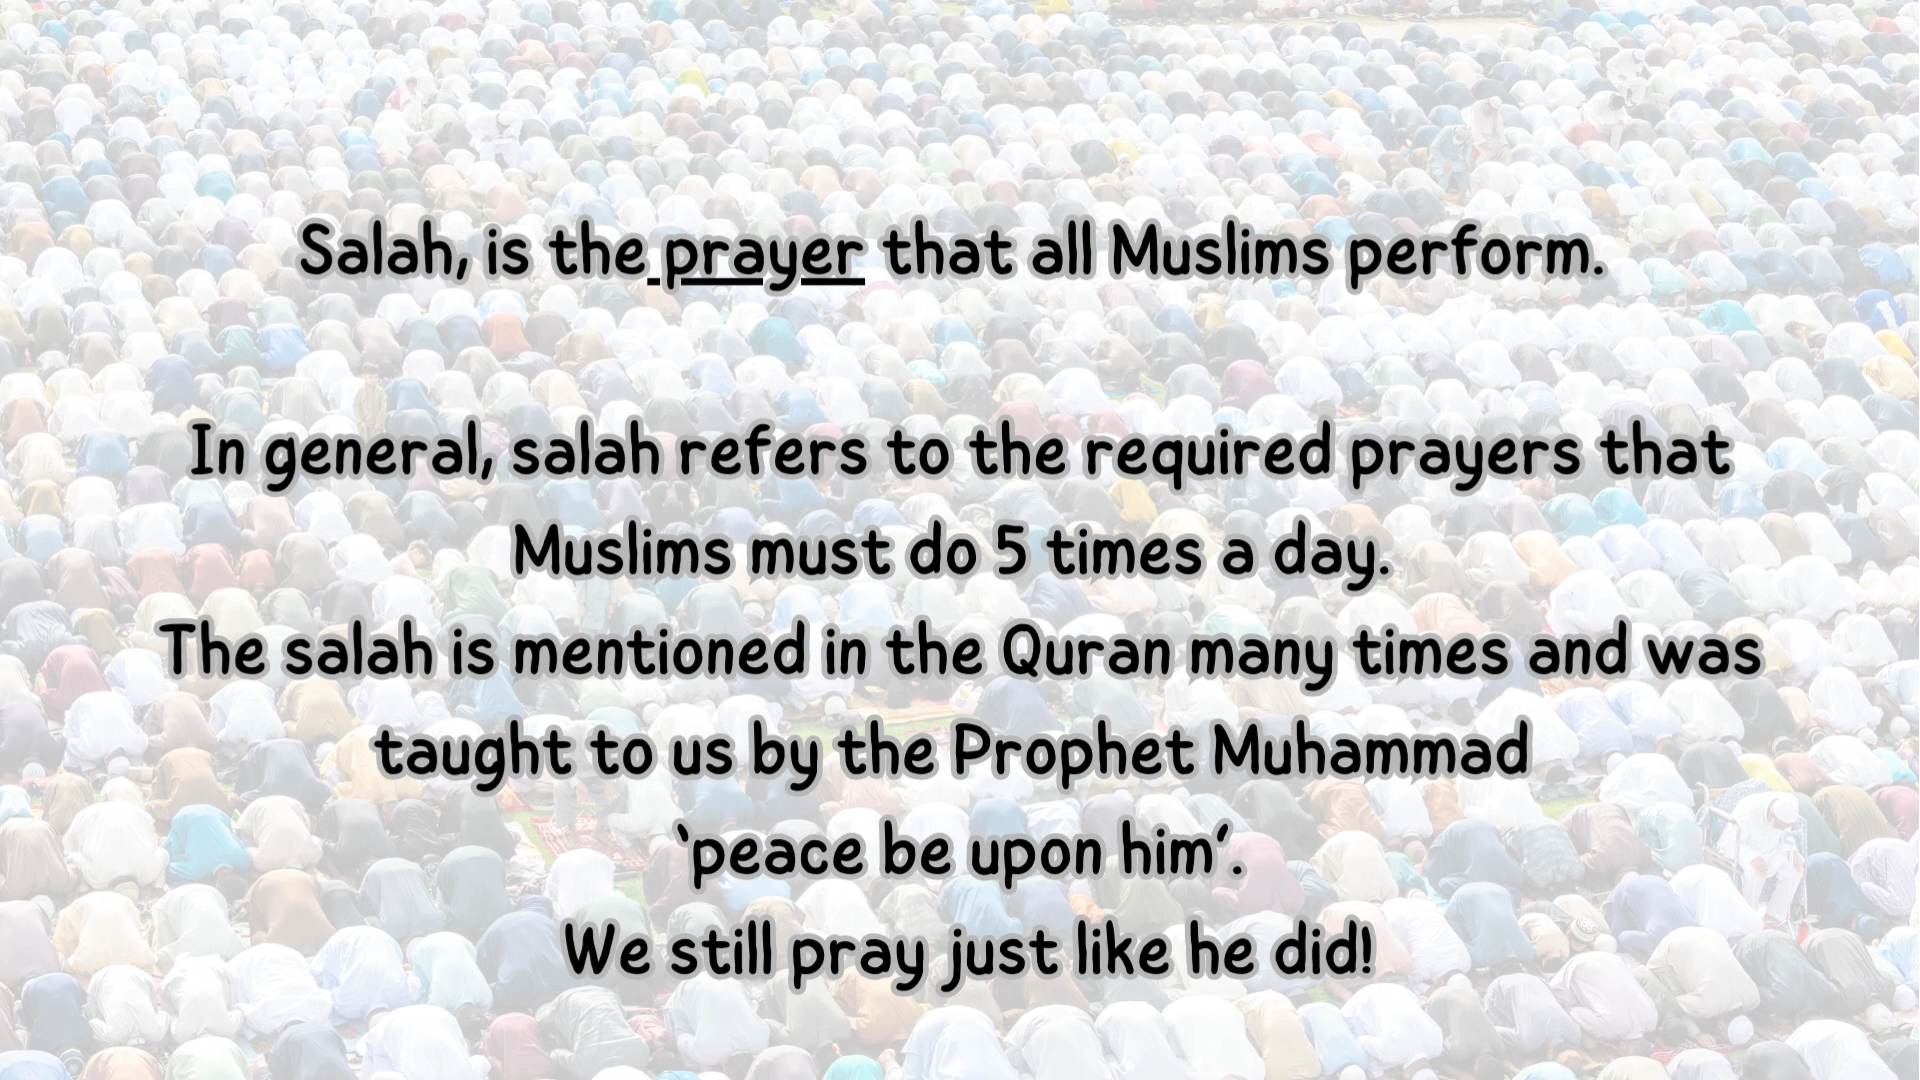 Salah, is the prayer that all Muslims perform.
In general, salah refers to the required prayers that
Muslims must do 5 times a day.
The salah is mentioned in the Quran many times and was
taught to us by the Prophet Muhammad
‘peace be upon him’.
We still pray just like he did!